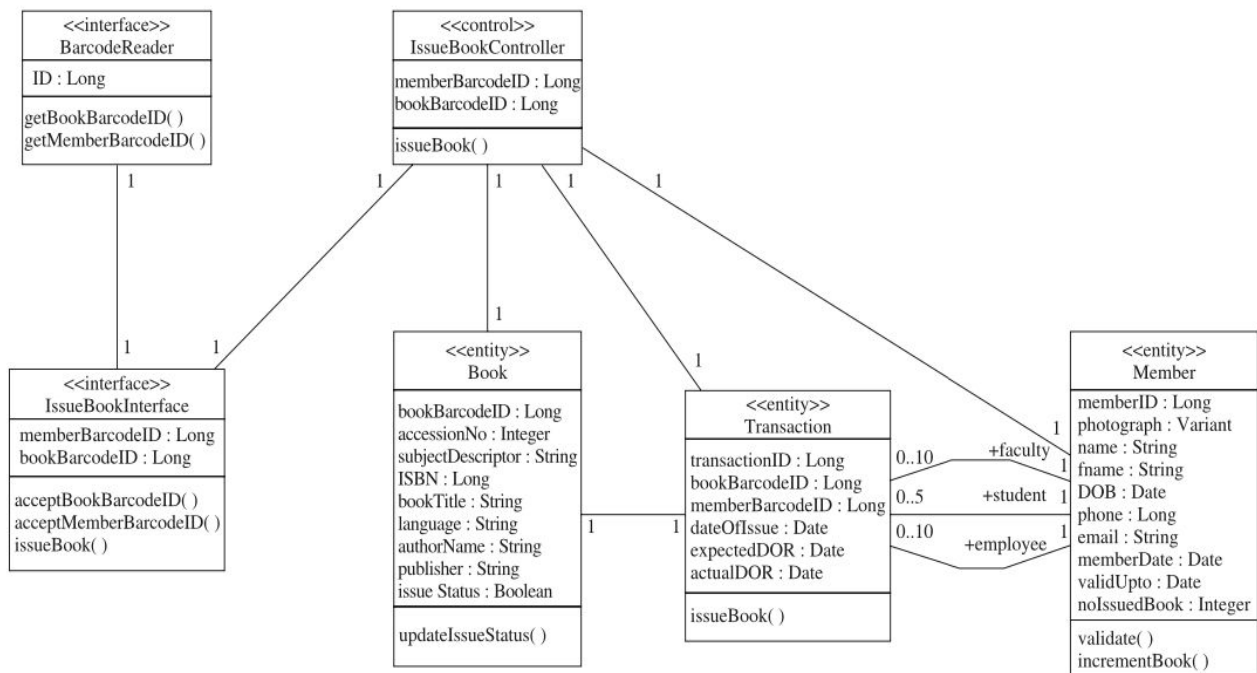 <<interface>>
BarcodeReader
ID : Long
getBookBarcodeID( )
getMemberBarcodeID( )
1
1
<<control>>
IssueBookController
memberBarcodeID : Long
bookBarcodeID : Long
issueBook( )
1
1
1
1
1
1
1
1
<<interface>>
IssueBookInterface
memberBarcodeID : Long
bookBarcodeID : Long
acceptBookBarcodeID( )
acceptMemberBarcodeID( )
issueBook( )
<<entity>>
Book
bookBarcodeID : Long
accessionNo : Integer
subjectDescriptor : String
ISBN : Long
bookTitle : String
language : String
authorName : String
publisher : String
issue Status : Boolean
updateIssueStatus( )
1
1
<<entity>>
Transaction
transactionID : Long
bookBarcodeID : Long
memberBarcodeID : Long
dateOfIssue : Date
expectedDOR : Date
actualDOR : Date
issueBook( )
0..10
+faculty
1
0..5
+student
1
0..10
+employee
1
<<entity>>
Member
memberID : Long
photograph : Variant
name : String
fname : String
DOB : Date
phone : Long
email : String
memberDate : Date
validUpto : Date
noIssuedBook : Integer
validate( )
incrementBook( )